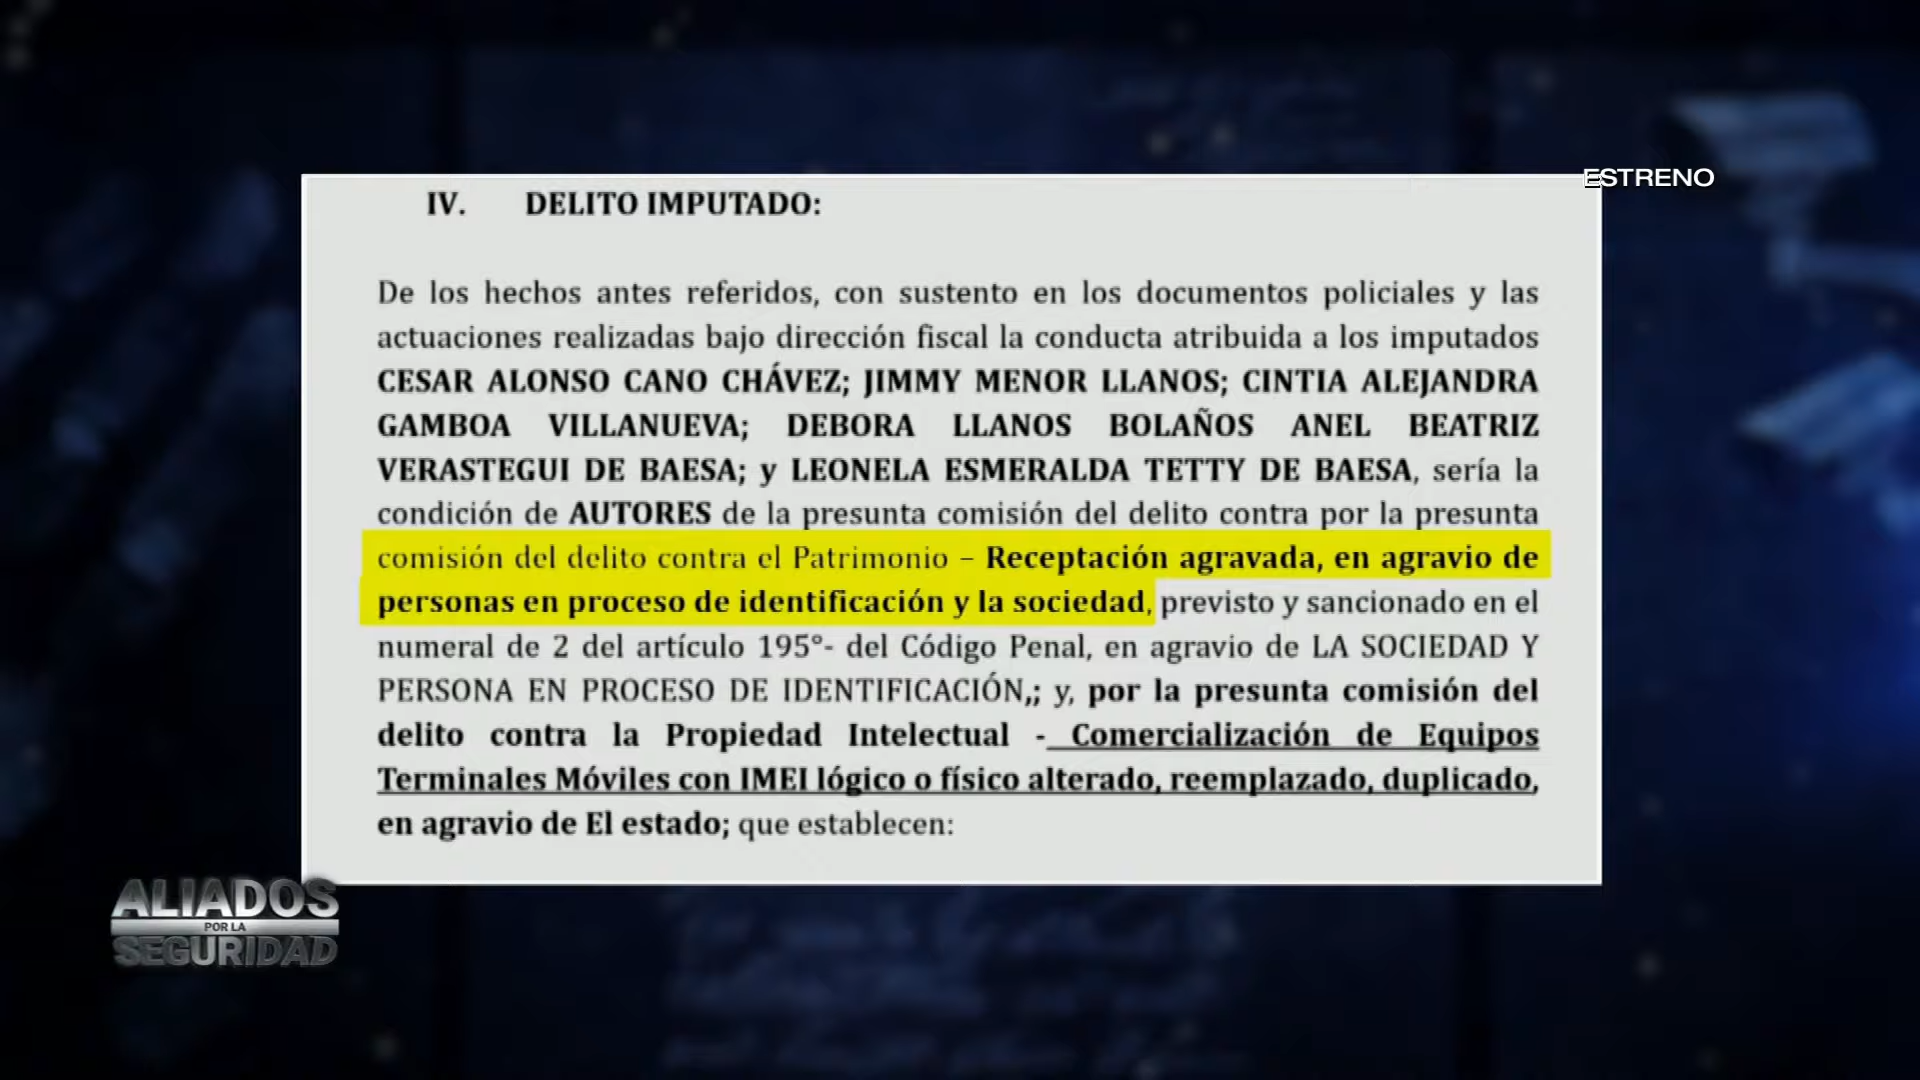 ESTRENO
IV. DELITO IMPUTADO:
De los hechos antes referidos, con sustento en los documentos policiales y las
actuaciones realizadas bajo dirección fiscal la conducta atribuida a los imputados
CESAR ALONSO CANO CHÁVEZ; JIMMY MENOR LLANOS; CINTIA ALEJANDRA
GAMBOA VILLANUEVA; DEBORA LLANOS BOLAÑOS ANEL BEATRIZ
VERASTEGUI DE BAESA; y LEONELA ESMERALDA TETTY DE BAESA, sería la
condición de AUTORES de la presunta comisión del delito contra por la presunta
comisión del delito contra el Patrimonio – Receptación agravada, en agravio de
personas en proceso de identificación y la sociedad, previsto y sancionado en el
numeral de 2 del artículo 195°- del Código Penal, en agravio de LA SOCIEDAD Y
PERSONA EN PROCESO DE IDENTIFICACIÓN,; y, por la presunta comisión del
delito contra la Propiedad Intelectual - Comercialización de Equipos
Terminales Móviles con IMEI lógico o físico alterado, reemplazado, duplicado,
en agravio de El estado; que establecen:
ALIADOS
POR LA
SEGURIDAD